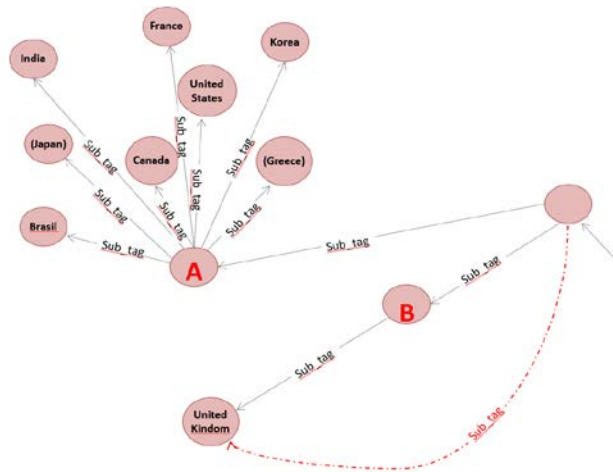 France
Korea
India
United
States
Sub_tag
Sub_tag
Sub_tag
(Japan)
Canada
(Greece)
Sub_tag
Sub_tag
Sub_tag
Sub_tag
Sub_tag
Brasil
Sub_tag
A
Sub_tag
Sub_tag
B
Sub_tag
United
Kindom
Sub_tag